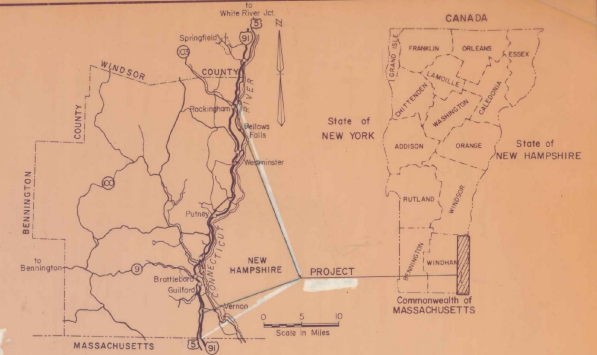 to
White River Jct.
5
91
Springfield
103
WINDSOR
COUNTY
RIVER
Rockingham
Bellows
Falls
COUNTY
BENNINGTON
Westminster
100
Putney
CONNECTICUT
NEW
HAMPSHIRE
PROJECT
to
Bennington
9
Brattleboro
Guilford
Vernon
0 5 10
Scale in Miles
MASSACHUSETTS
5
91
CANADA
GRAND ISLE
FRANKLIN
ORLEANS
ESSEX
LAMOILLE
CHITTENDEN
CALEDONIA
WASHINGTON
State of
NEW YORK
ADDISON
ORANGE
State of
NEW HAMPSHIRE
RUTLAND
WINDSOR
BENNINGTON
WINDHAM
Commonwealth of
MASSACHUSETTS